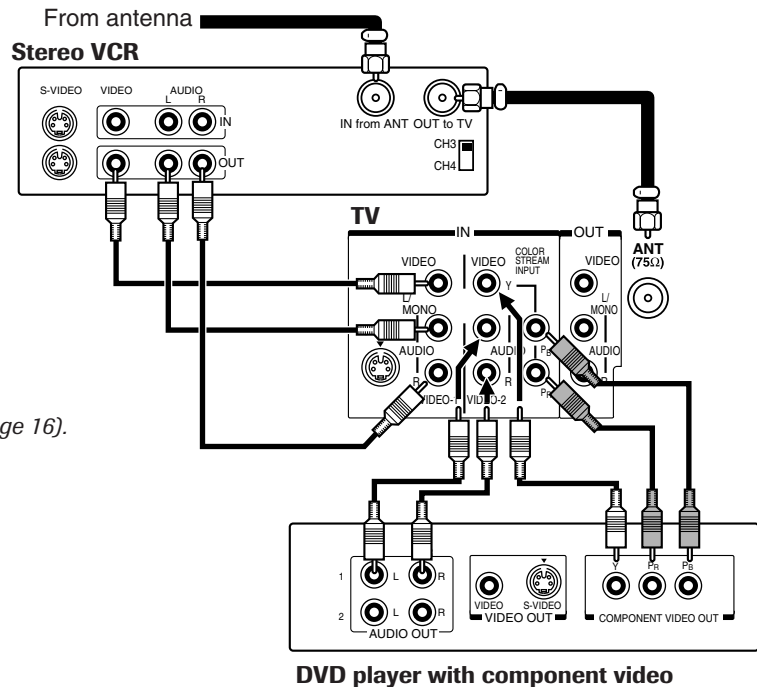 From antenna
Stereo VCR
S-VIDEO VIDEO AUDIO
L R
IN
IN from ANT OUT to TV
CH3
CH4
OUT
TV
IN
OUT
ANT
(75Ω)
VIDEO
VIDEO
COLOR
STREAM
INPUT
VIDEO
Y
L/
MONO
L/
MONO
AUDIO
AUDIO
AUDIO
PB
R
R
R
PR
VIDEO-1
VIDEO-2
ge 16).
1
L
R
2
L
R
AUDIO OUT
VIDEO
S-VIDEO
VIDEO OUT
Y PR PB
COMPONENT VIDEO OUT
DVD player with component video